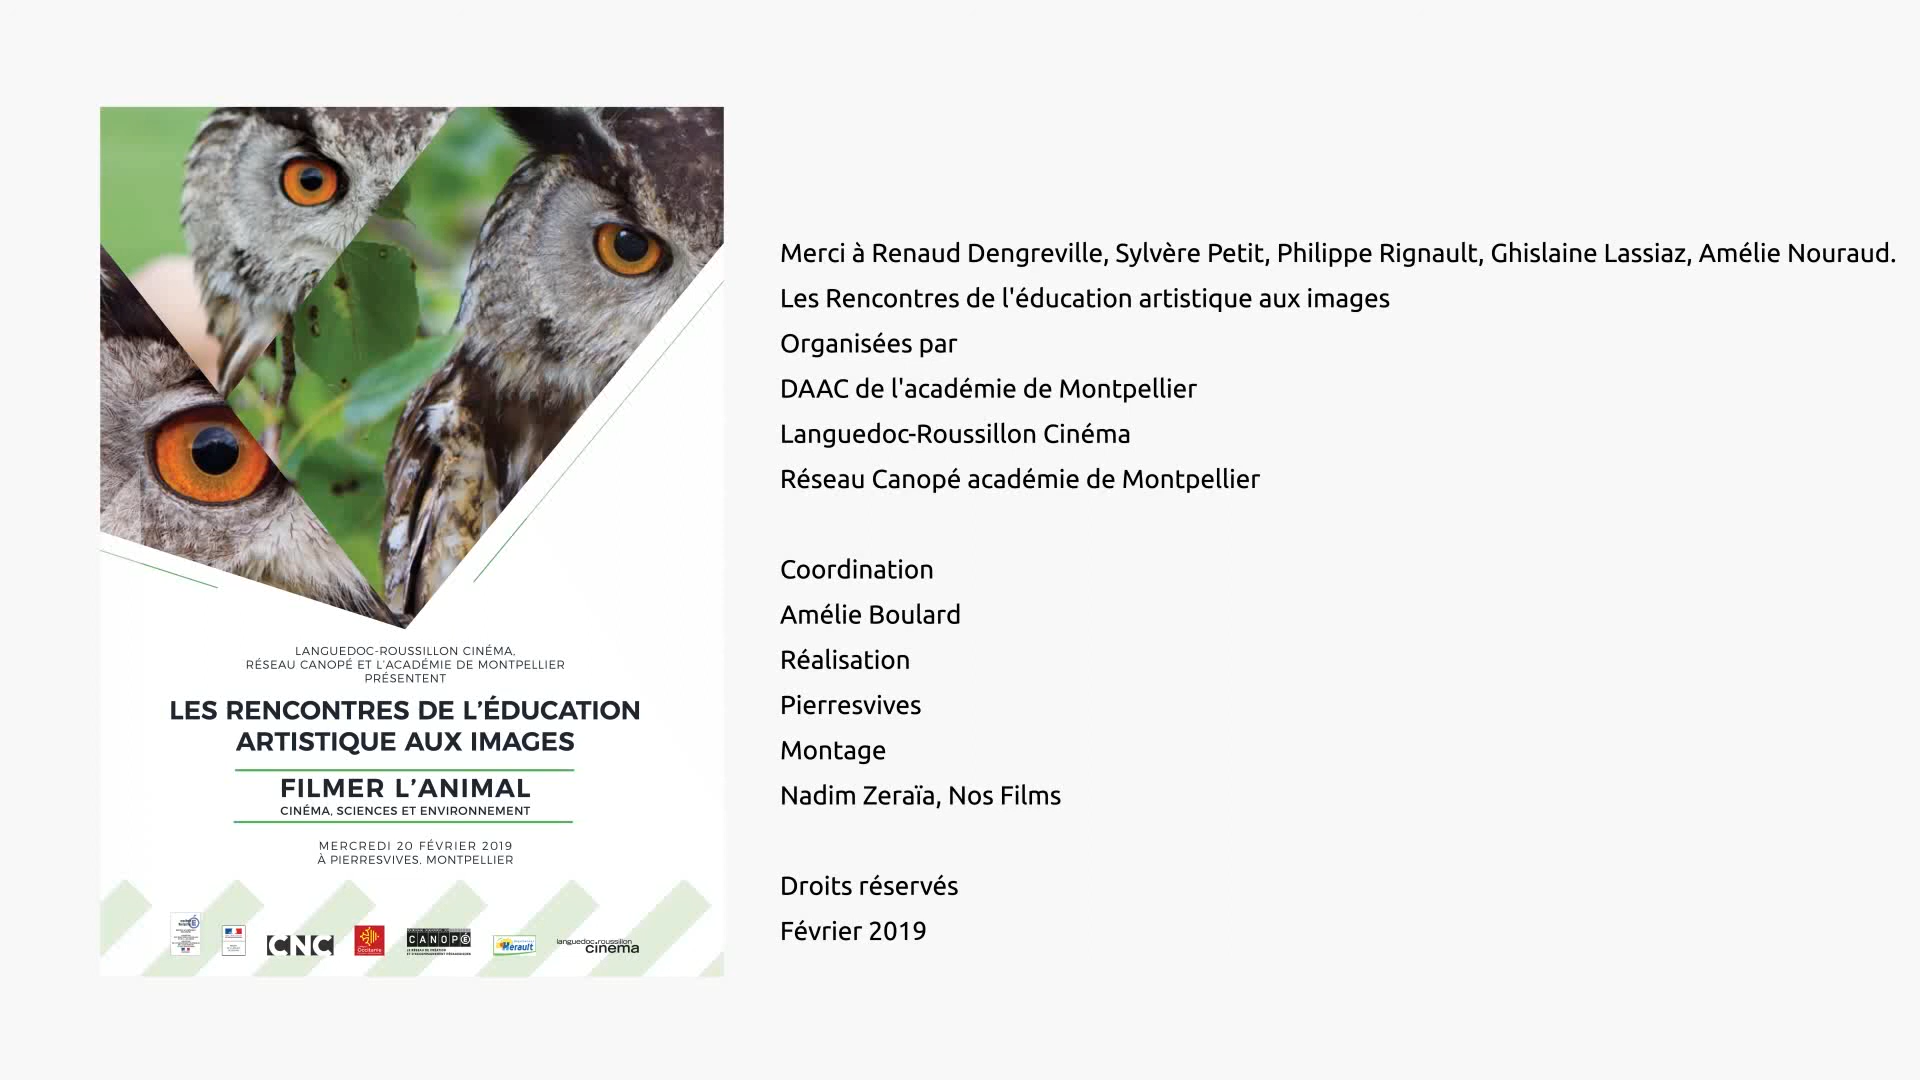 Merci à Renaud Dengreville, Sylvère Petit, Philippe Rignault, Ghislaine Lassiaz, Amélie Nouraud.
Les Rencontres de l'éducation artistique aux images
Organisées par
DAAC de l'académie de Montpellier
Languedoc-Roussillon Cinéma
Réseau Canopé académie de Montpellier
Coordination
Amélie Boulard
Réalisation
Pierresvives
Montage
Nadim Zeraïa, Nos Films
Droits réservés
Février 2019
LANGUEDOC-ROUSSILLON CINÉMA,
RÉSEAU CANOPÉ ET L'ACADÉMIE DE MONTPELLIER
PRÉSENTENT
LES RENCONTRES DE L'ÉDUCATION
ARTISTIQUE AUX IMAGES
FILMER L'ANIMAL
CINÉMA, SCIENCES ET ENVIRONNEMENT
MERCREDI 20 FÉVRIER 2019
À PIERRESVIVES, MONTPELLIER
CNC
Occitanie
CANOPÉ
Hérault
languedoc-roussillon
cinéma